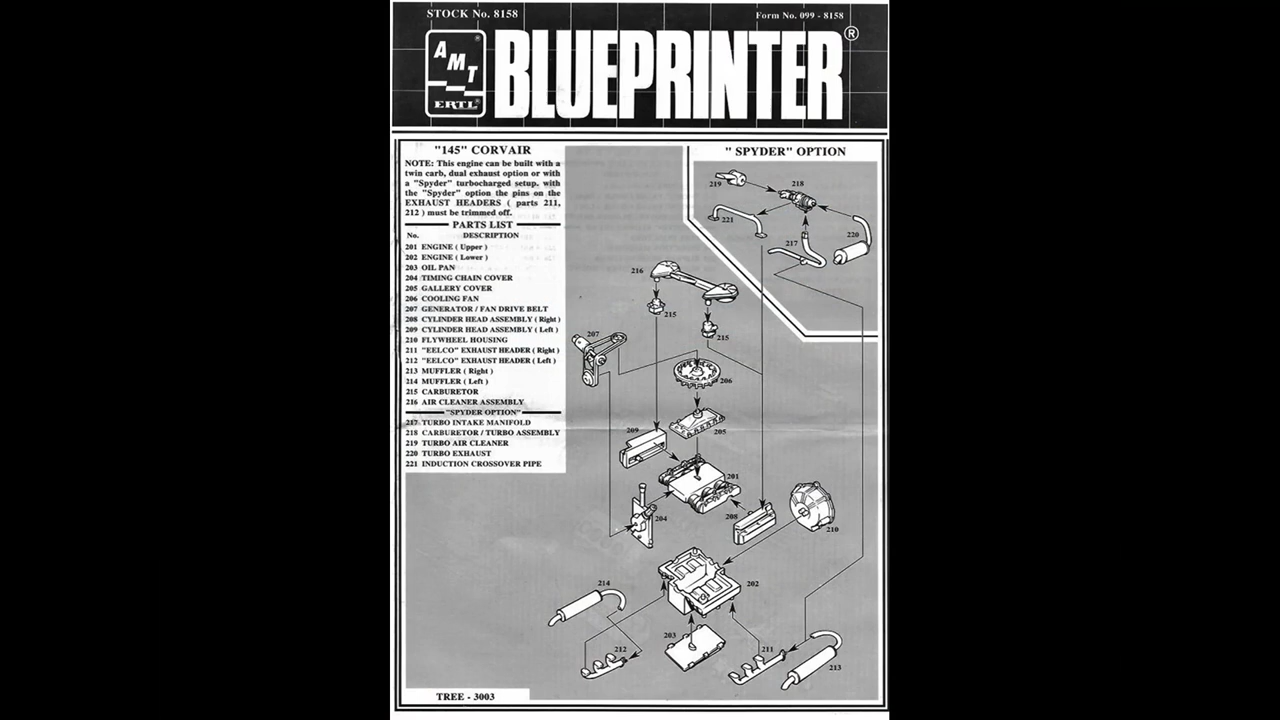 STOCK No. 8158
Form No. 099 - 8158
AMT
ERTL®
BLUEPRINTER®
"145" CORVAIR
NOTE: This engine can be built with a
twin carb, dual exhaust option or with
a "Spyder" turbocharged setup. with
the "Spyder" option the pins on the
EXHAUST HEADERS ( parts 211,
212 ) must be trimmed off.
PARTS LIST
No. DESCRIPTION
201 ENGINE ( Upper )
202 ENGINE ( Lower )
203 OIL PAN
204 TIMING CHAIN COVER
205 GALLERY COVER
206 COOLING FAN
207 GENERATOR / FAN DRIVE BELT
208 CYLINDER HEAD ASSEMBLY ( Right )
209 CYLINDER HEAD ASSEMBLY ( Left )
210 FLYWHEEL HOUSING
211 "EELCO" EXHAUST HEADER ( Right )
212 "EELCO" EXHAUST HEADER ( Left )
213 MUFFLER ( Right )
214 MUFFLER ( Left )
215 CARBURETOR
216 AIR CLEANER ASSEMBLY
"SPYDER OPTION"
217 TURBO INTAKE MANIFOLD
218 CARBURETOR / TURBO ASSEMBLY
219 TURBO AIR CLEANER
220 TURBO EXHAUST
221 INDUCTION CROSSOVER PIPE
" SPYDER" OPTION
219
218
221
217
220
216
215
215
207
206
209
205
201
204
208
210
202
214
203
212
211
213
TREE - 3003